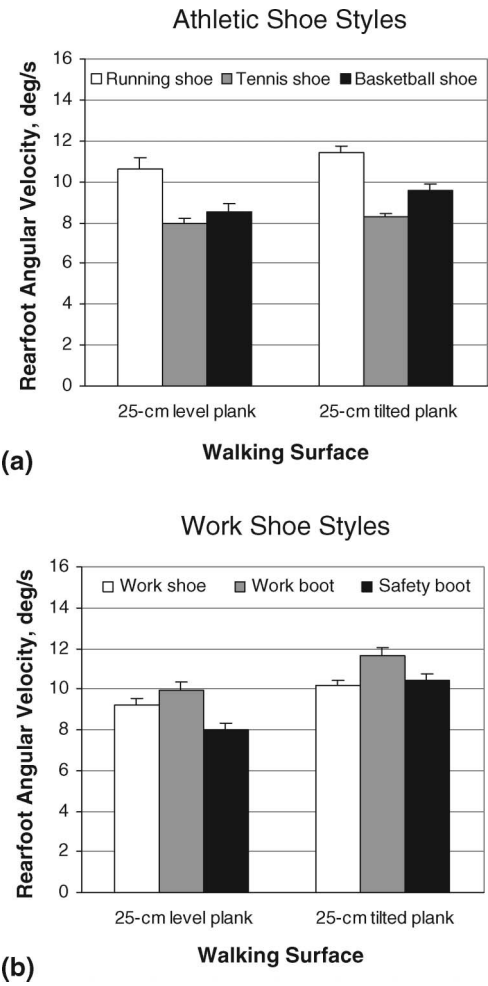 Athletic Shoe Styles
Rearfoot Angular Velocity, deg/s
16
14
12
10
8
6
4
2
0
Running shoe Tennis shoe Basketball shoe
25-cm level plank 25-cm tilted plank
Walking Surface
(a)
Work Shoe Styles
Rearfoot Angular Velocity, deg/s
16
14
12
10
8
6
4
2
0
Work shoe Work boot Safety boot
25-cm level plank 25-cm tilted plank
Walking Surface
(b)